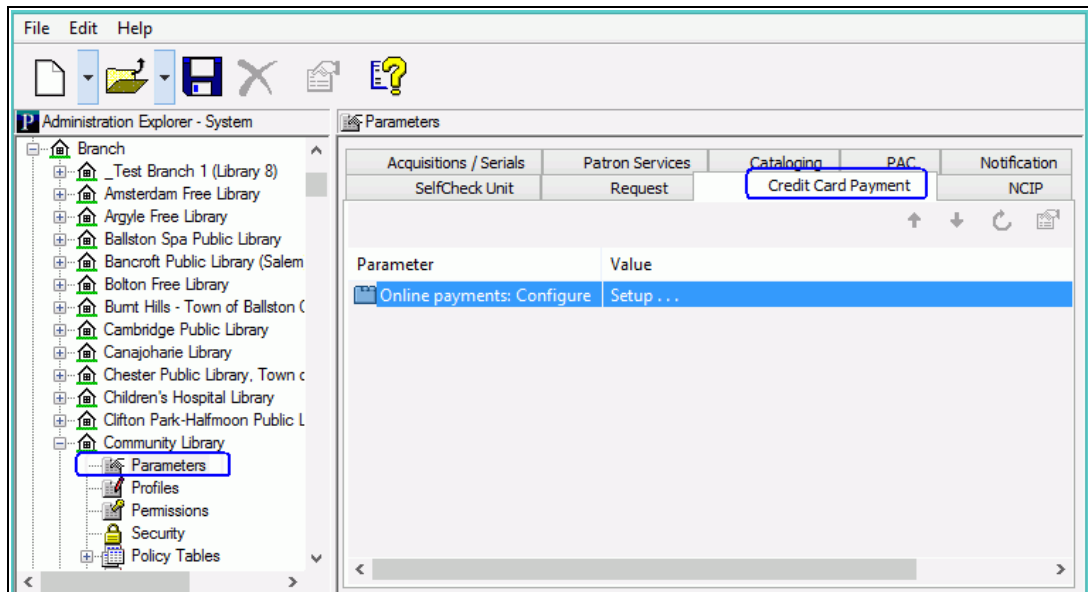 File Edit Help
Administration Explorer - System
Parameters
Branch
_Test Branch 1 (Library 8)
Amsterdam Free Library
Argyle Free Library
Ballston Spa Public Library
Bancroft Public Library (Salem
Bolton Free Library
Burnt Hills - Town of Ballston C
Cambridge Public Library
Canajoharie Library
Chester Public Library, Town o
Children's Hospital Library
Clifton Park-Halfmoon Public L
Community Library
Parameters
Profiles
Permissions
Security
Policy Tables
Acquisitions / Serials Patron Services Cataloging PAC Notification
SelfCheck Unit Request Credit Card Payment NCIP
Parameter Value
Online payments: Configure Setup . . .